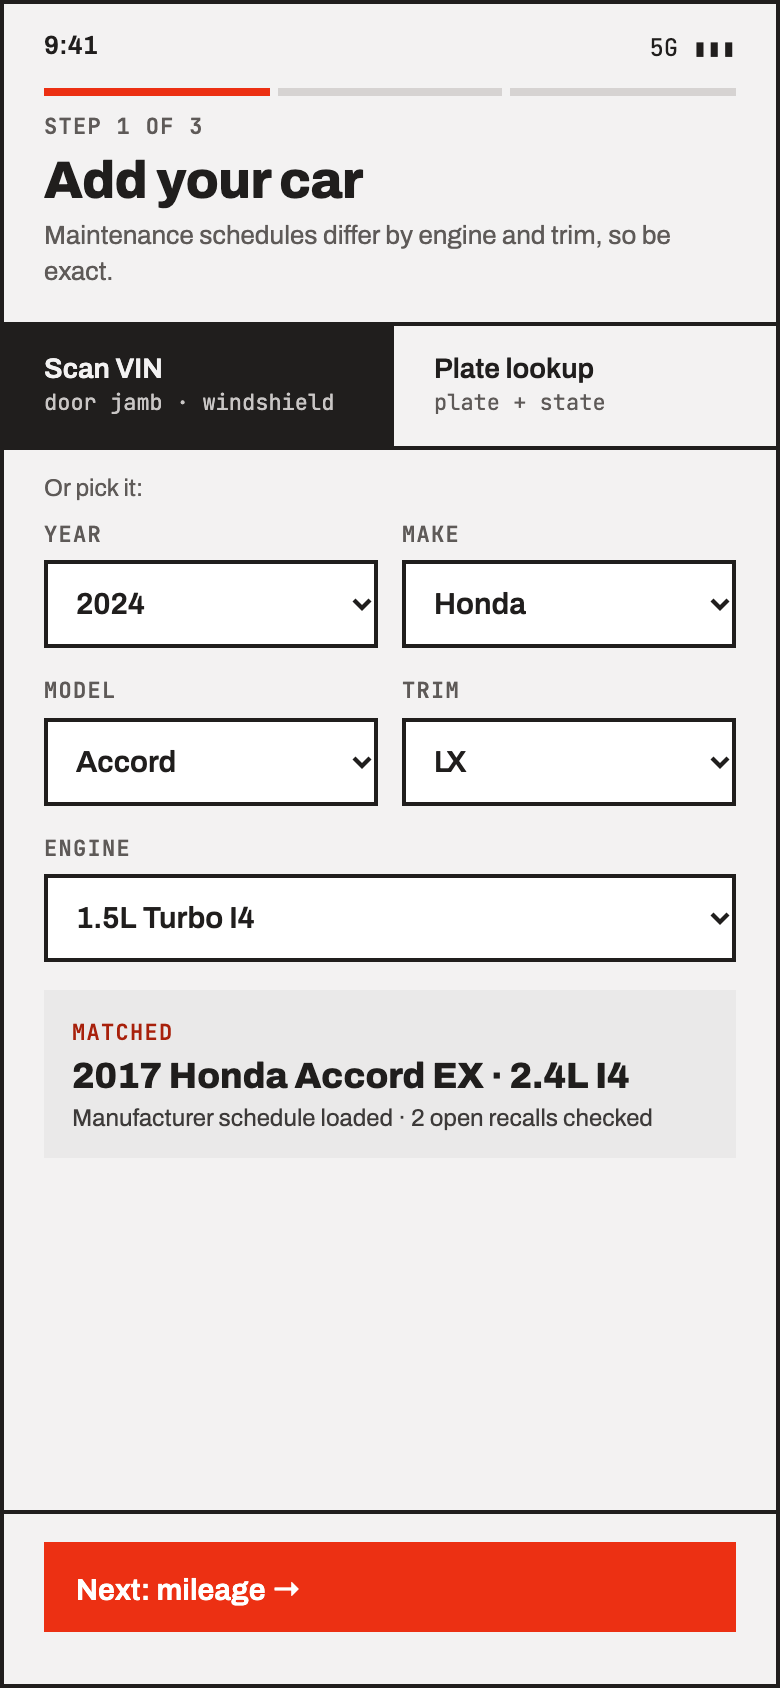 9:41
5G
STEP 1 OF 3
Add your car
Maintenance schedules differ by engine and trim, so be
exact.
Scan VIN
door jamb · windshield
Plate lookup
plate + state
Or pick it:
YEAR
MAKE
2024
Honda
MODEL
TRIM
Accord
LX
ENGINE
1.5L Turbo I4
MATCHED
2017 Honda Accord EX · 2.4L I4
Manufacturer schedule loaded · 2 open recalls checked
Next: mileage →